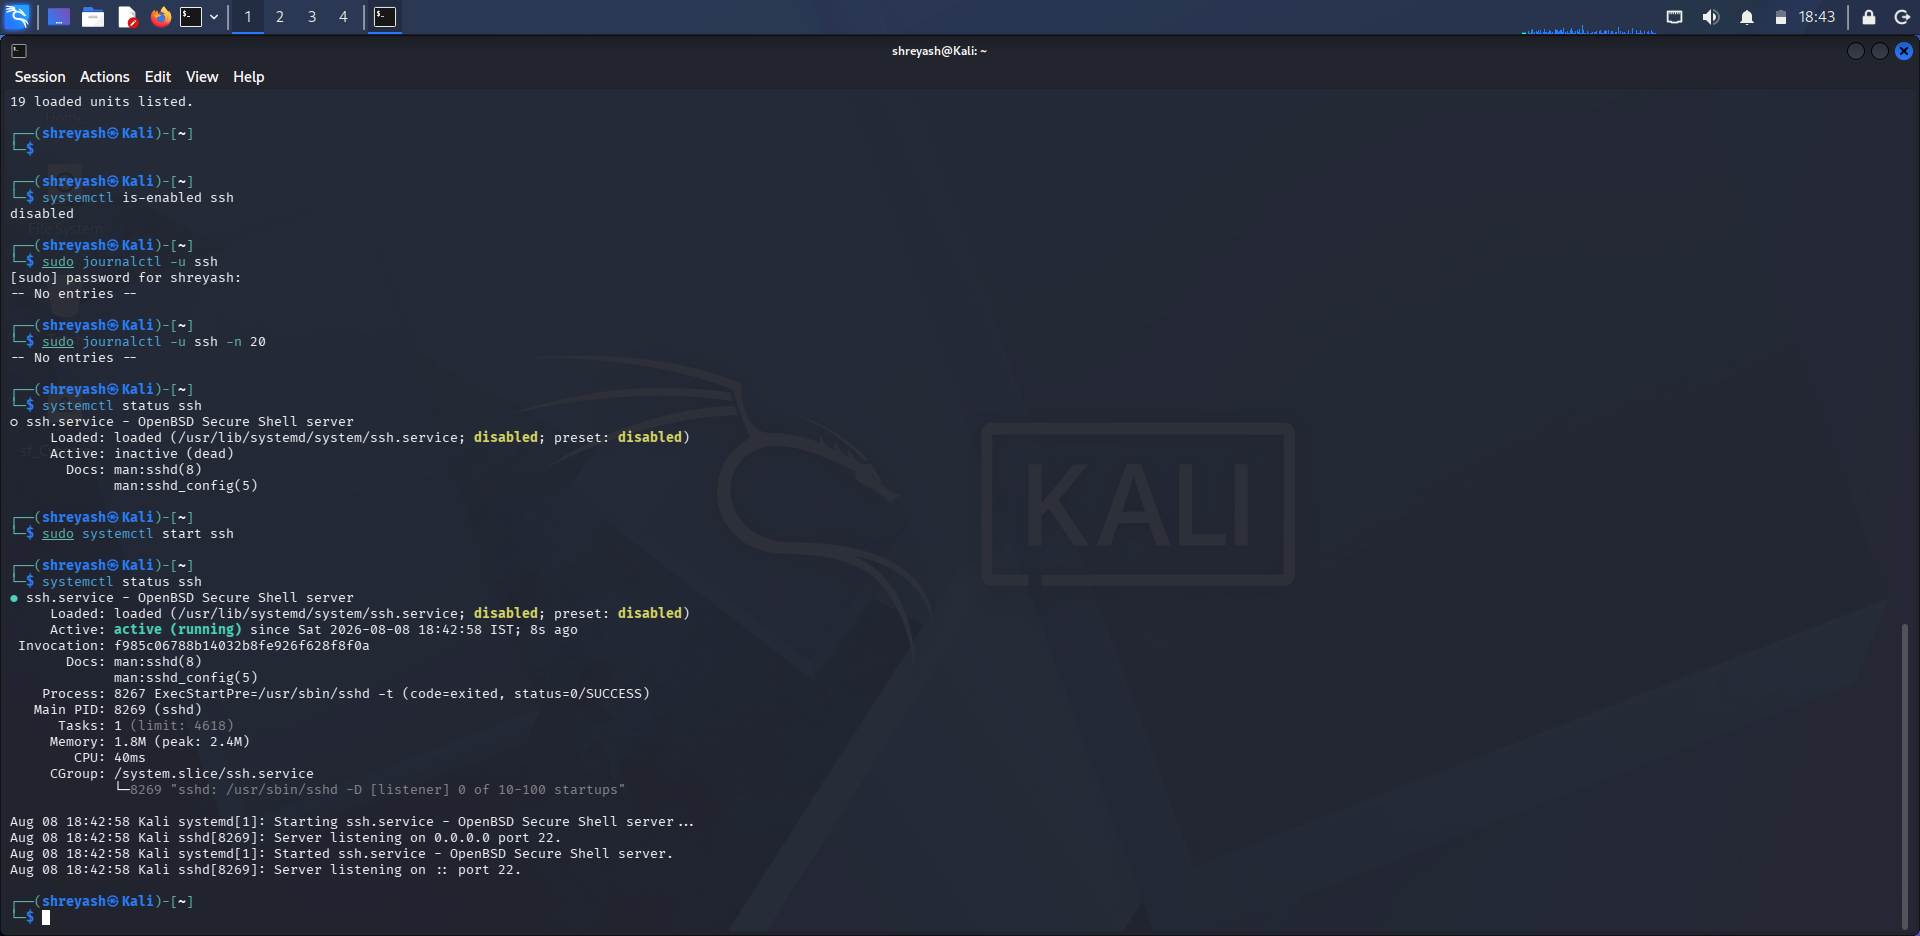 18:43
1 2 3 4
shreyash@Kali: ~
Session Actions Edit View Help
19 loaded units listed.
Home
┌──(shreyash㉿Kali)-[~]
└─$
┌──(shreyash㉿Kali)-[~]
└─$ systemctl is-enabled ssh
disabled
File System
┌──(shreyash㉿Kali)-[~]
└─$ sudo journalctl -u ssh
[sudo] password for shreyash:
-- No entries --
┌──(shreyash㉿Kali)-[~]
└─$ sudo journalctl -u ssh -n 20
-- No entries --
┌──(shreyash㉿Kali)-[~]
└─$ systemctl status ssh
○ ssh.service - OpenBSD Secure Shell server
Loaded: loaded (/usr/lib/systemd/system/ssh.service; disabled; preset: disabled)
Active: inactive (dead)
Docs: man:sshd(8)
man:sshd_config(5)
KALI
┌──(shreyash㉿Kali)-[~]
└─$ sudo systemctl start ssh
┌──(shreyash㉿Kali)-[~]
└─$ systemctl status ssh
● ssh.service - OpenBSD Secure Shell server
Loaded: loaded (/usr/lib/systemd/system/ssh.service; disabled; preset: disabled)
Active: active (running) since Sat 2026-08-08 18:42:58 IST; 8s ago
Invocation: f985c06788b14032b8fe926f628f8f0a
Docs: man:sshd(8)
man:sshd_config(5)
Process: 8267 ExecStartPre=/usr/sbin/sshd -t (code=exited, status=0/SUCCESS)
Main PID: 8269 (sshd)
Tasks: 1 (limit: 4618)
Memory: 1.8M (peak: 2.4M)
CPU: 40ms
CGroup: /system.slice/ssh.service
└─8269 "sshd: /usr/sbin/sshd -D [listener] 0 of 10-100 startups"
Aug 08 18:42:58 Kali systemd[1]: Starting ssh.service - OpenBSD Secure Shell server...
Aug 08 18:42:58 Kali sshd[8269]: Server listening on 0.0.0.0 port 22.
Aug 08 18:42:58 Kali systemd[1]: Started ssh.service - OpenBSD Secure Shell server.
Aug 08 18:42:58 Kali sshd[8269]: Server listening on :: port 22.
┌──(shreyash㉿Kali)-[~]
└─$